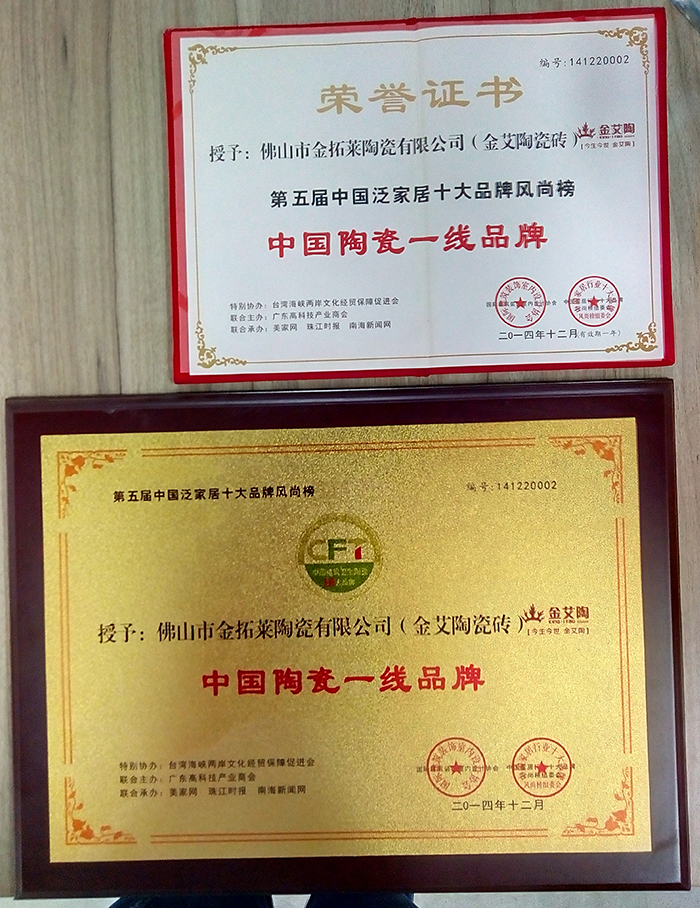 编号:141220002
荣誉证书
授予：佛山市金拓莱陶瓷有限公司（金艾陶瓷砖）
金艾陶
[今生今世 金艾陶]
第五届中国泛家居十大品牌风尚榜
中国陶瓷一线品牌
特别协办：台湾海峡两岸文化经贸保障促进会
联合主办：广东高科技产业商会
联合承办：美家网 珠江时报 南海新闻网
二〇一四年十二月(有效期一年)
第五届中国泛家居十大品牌风尚榜
编号:141220002
CFT
授予：佛山市金拓莱陶瓷有限公司（金艾陶瓷砖）
金艾陶
[今生今世 金艾陶]
中国陶瓷一线品牌
特别协办：台湾海峡两岸文化经贸保障促进会
联合主办：广东高科技产业商会
联合承办：美家网 珠江时报 南海新闻网
二〇一四年十二月